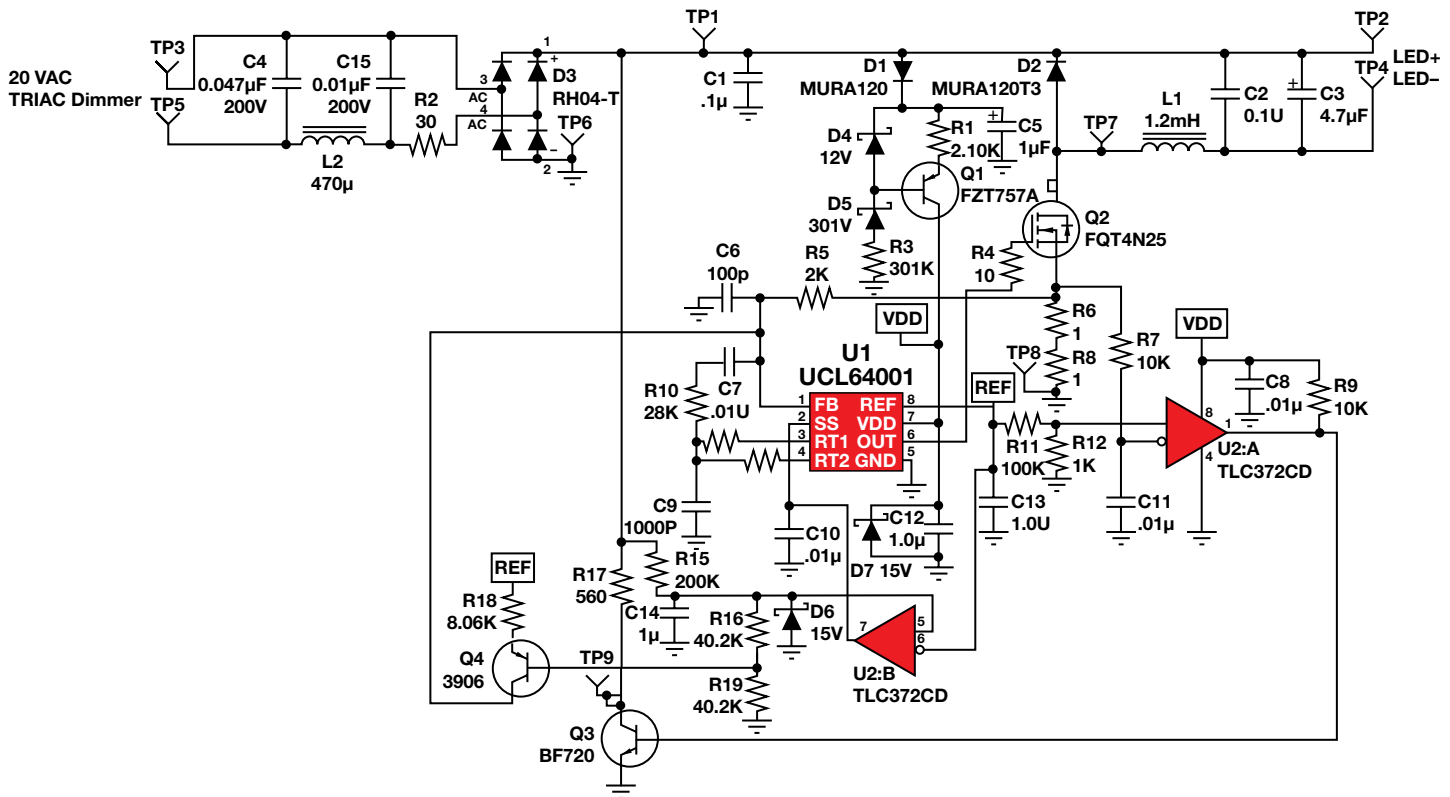 TP1
TP2
TP3
20 VAC
TRIAC Dimmer
TP5
C4
0.047µF
200V
C15
0.01µF
200V
L2
470µ
R2
30
1
3
AC
4
AC
2
+
−
D3
RH04-T
TP6
C1
.1µ
D1
MURA120
D2
MURA120T3
LED+
TP4
LED−
L1
1.2mH
TP7
C2
0.1U
+
C3
4.7µF
D4
12V
R1
2.10K
+
C5
1µF
Q1
FZT757A
D5
301V
R3
301K
Q2
FQT4N25
R4
10
C6
100p
R5
2K
VDD
R6
1
TP8
R8
1
R7
10K
VDD
U1
UCL64001
C7
.01U
R10
28K
1
2
3
4
FB
SS
RT1
RT2
REF
VDD
OUT
GND
8
7
6
5
REF
R11
100K
R12
1K
C8
.01µ
R9
10K
8
1
4
U2:A
TLC372CD
C9
1000P
C10
.01µ
C12
1.0µ
D7 15V
C13
1.0U
C11
.01µ
R17
560
R15
200K
C14
1µ
R16
40.2K
D6
15V
7
5
6
U2:B
TLC372CD
REF
R18
8.06K
Q4
3906
TP9
R19
40.2K
Q3
BF720